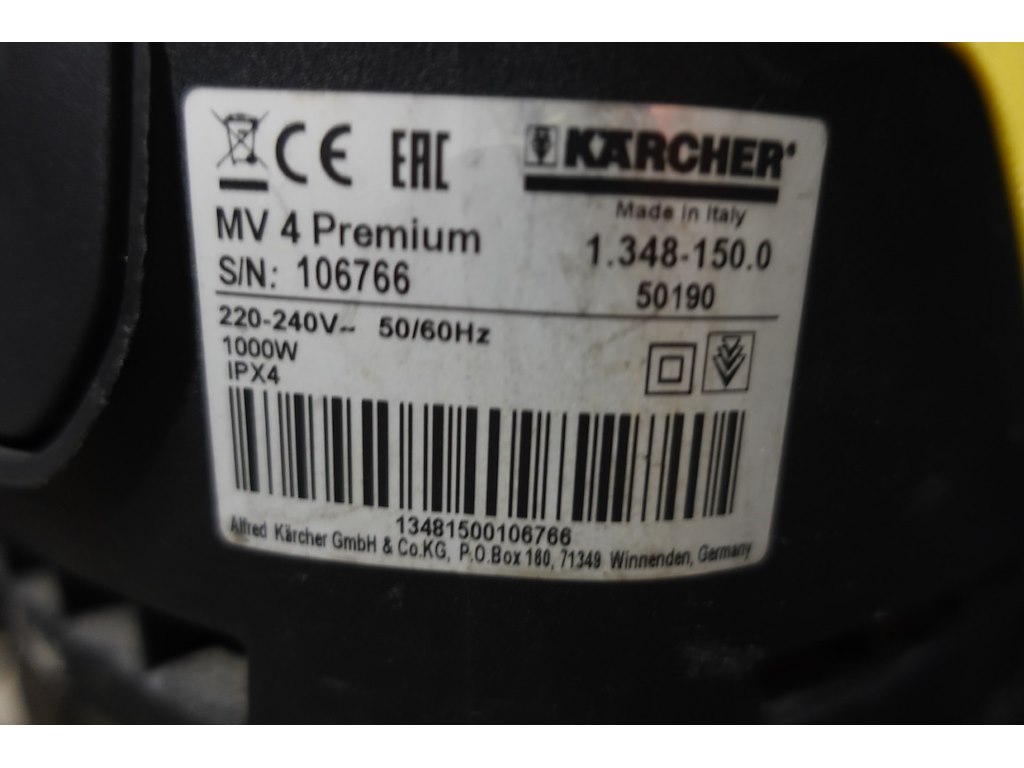 CE EAC KÄRCHER
Made in Italy
MV 4 Premium 1.348-150.0
S/N: 106766 50190
220-240V~ 50/60Hz
1000W
IPX4
13481500106766
Alfred Kärcher GmbH & Co.KG, P.O.Box 160, 71349 Winnenden, Germany